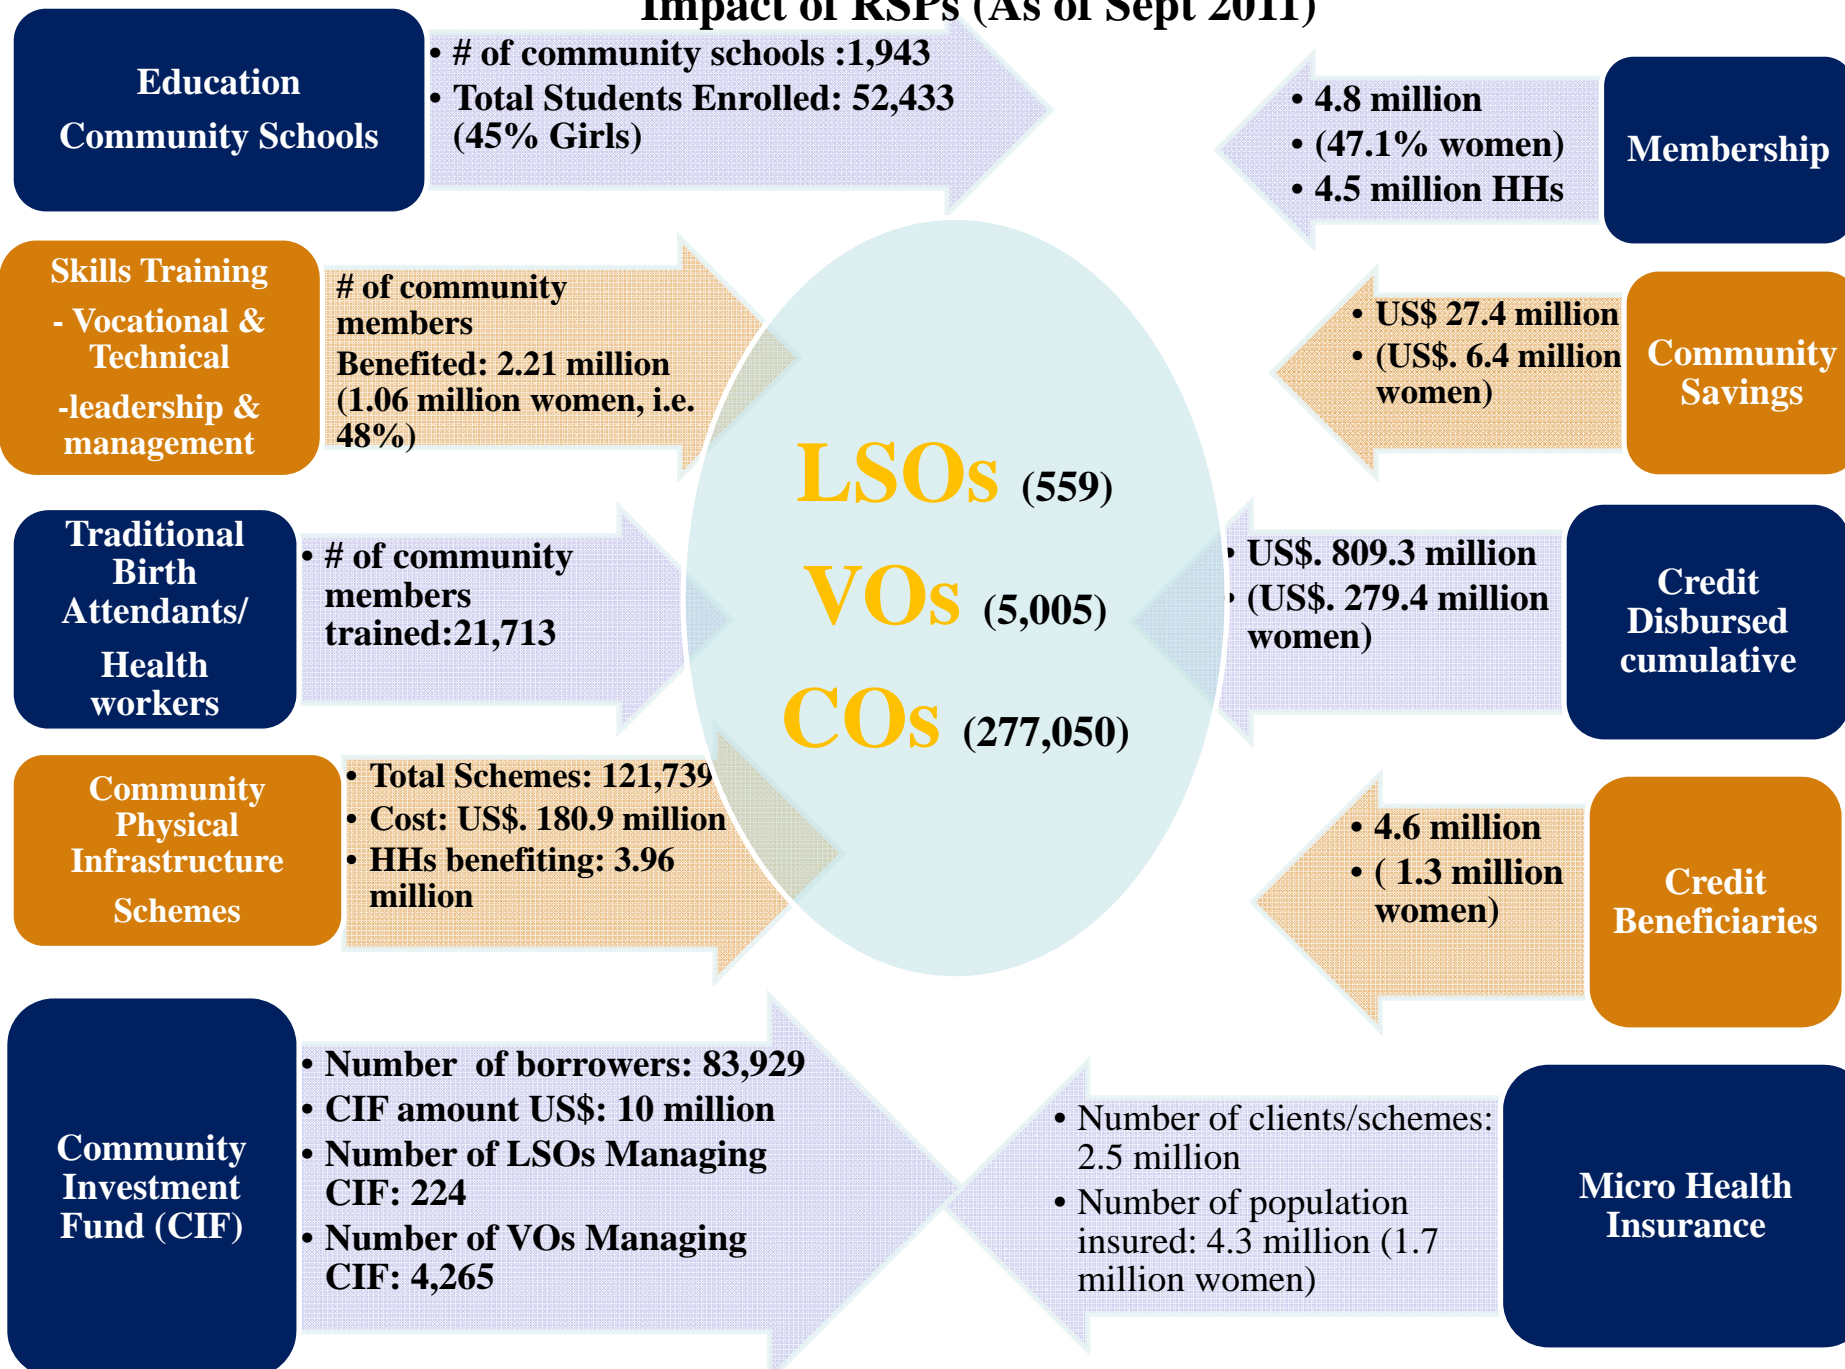 Impact of RSPs (As of Sept 2011)
Education
Community Schools
• # of community schools :1,943
• Total Students Enrolled: 52,433
(45% Girls)
Skills Training
- Vocational &
Technical
-leadership &
management
# of community
members
Benefited: 2.21 million
(1.06 million women, i.e.
48%)
Traditional
Birth
Attendants/
Health
workers
• # of community
members
trained:21,713
Community
Physical
Infrastructure
Schemes
• Total Schemes: 121,739
• Cost: US$. 180.9 million
• HHs benefiting: 3.96
million
Community
Investment
Fund (CIF)
• Number of borrowers: 83,929
• CIF amount US$: 10 million
• Number of LSOs Managing
CIF: 224
• Number of VOs Managing
CIF: 4,265
LSOs (559)
VOs (5,005)
COs (277,050)
• 4.8 million
• (47.1% women)
• 4.5 million HHs
Membership
• US$ 27.4 million
• (US$. 6.4 million
women)
Community
Savings
• US$. 809.3 million
• (US$. 279.4 million
women)
Credit
Disbursed
cumulative
• 4.6 million
• ( 1.3 million
women)
Credit
Beneficiaries
• Number of clients/schemes:
2.5 million
• Number of population
insured: 4.3 million (1.7
million women)
Micro Health
Insurance